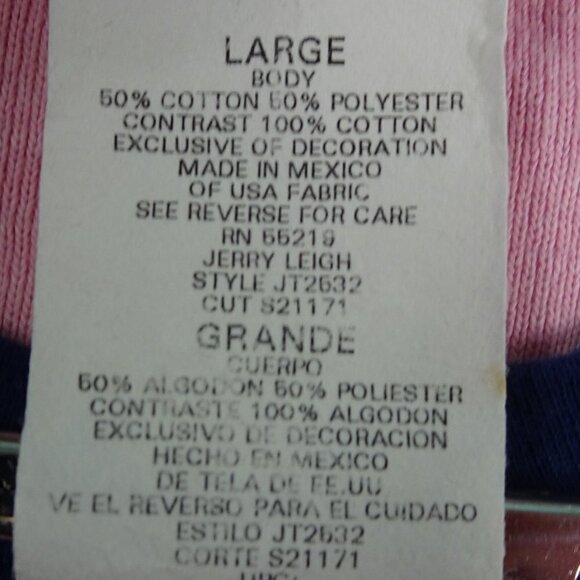 LARGE
BODY
50% COTTON 50% POLYESTER
CONTRAST 100% COTTON
EXCLUSIVE OF DECORATION
MADE IN MEXICO
OF USA FABRIC
SEE REVERSE FOR CARE
RN 55219
JERRY LEIGH
STYLE JT2532
CUT S21171
GRANDE
CUERPO
50% ALGODON 50% POLIESTER
CONTRASTE 100% ALGODON
EXCLUSIVO DE DECORACION
HECHO EN MEXICO
DE TELA DE EE.UU
VE EL REVERSO PARA EL CUIDADO
ESTILO JT2532
CORTE S21171